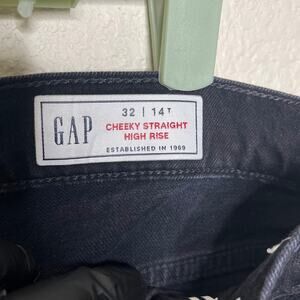 GAP
32 | 14T
CHEEKY STRAIGHT
HIGH RISE
ESTABLISHED IN 1969